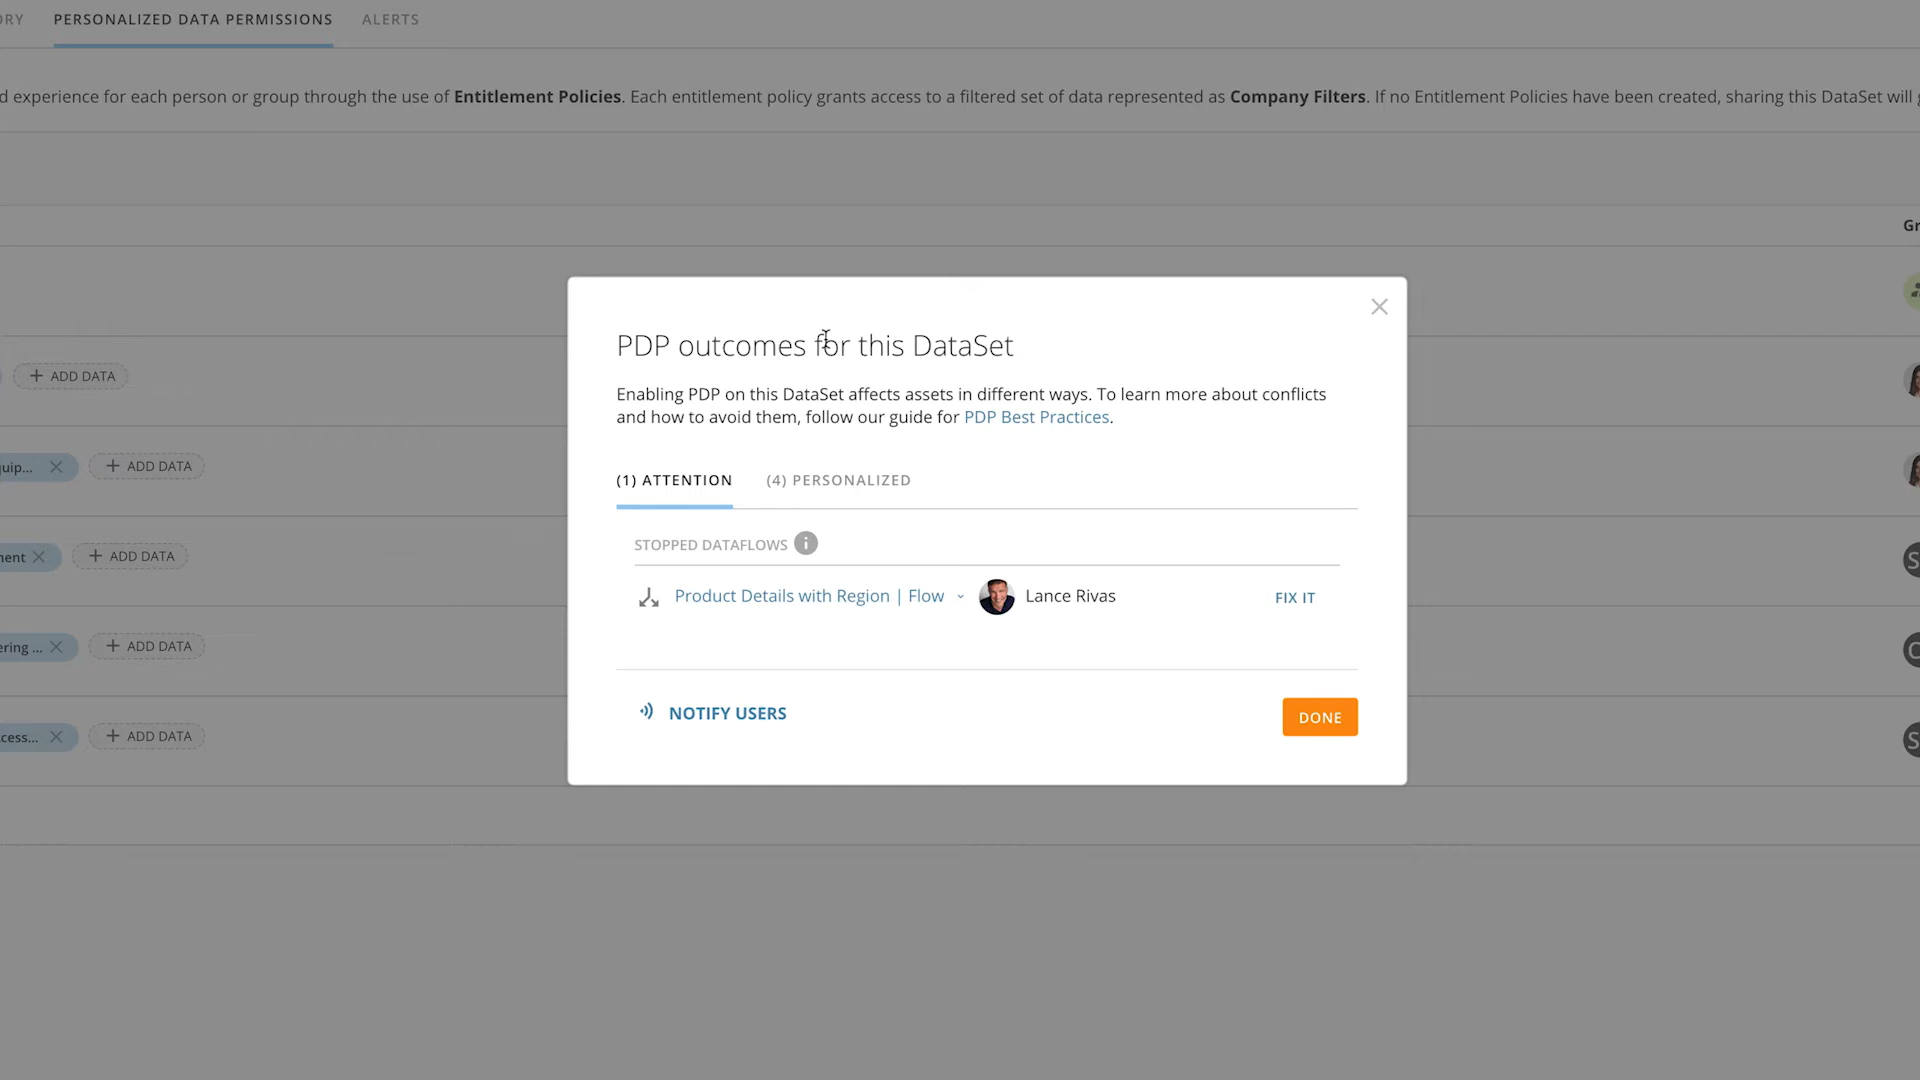 ORY PERSONALIZED DATA PERMISSIONS ALERTS
d experience for each person or group through the use of Entitlement Policies. Each entitlement policy grants access to a filtered set of data represented as Company Filters. If no Entitlement Policies have been created, sharing this DataSet will
Gr
PDP outcomes for this DataSet
Enabling PDP on this DataSet affects assets in different ways. To learn more about conflicts
and how to avoid them, follow our guide for PDP Best Practices.
+ ADD DATA
quip... × + ADD DATA
(1) ATTENTION (4) PERSONALIZED
STOPPED DATAFLOWS i
nent × + ADD DATA
S
Product Details with Region | Flow - Lance Rivas FIX IT
ering ... × + ADD DATA
C
NOTIFY USERS DONE
cess... × + ADD DATA
S